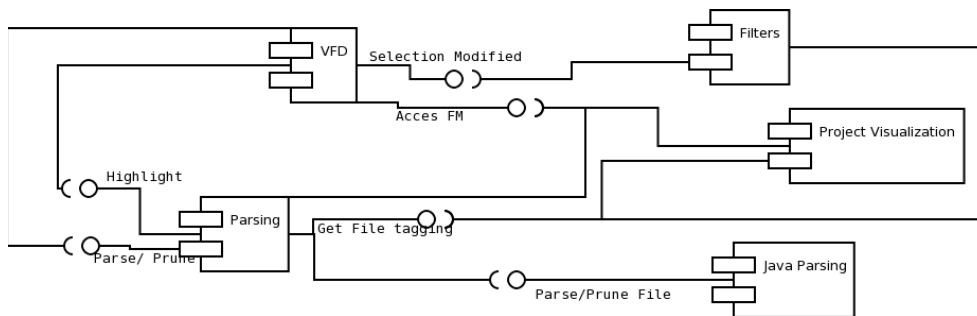 Filters
VFD
Selection Modified
Acces FM
Project Visualization
Highlight
Parsing
Get File tagging
Parse/ Prune
Java Parsing
Parse/Prune File